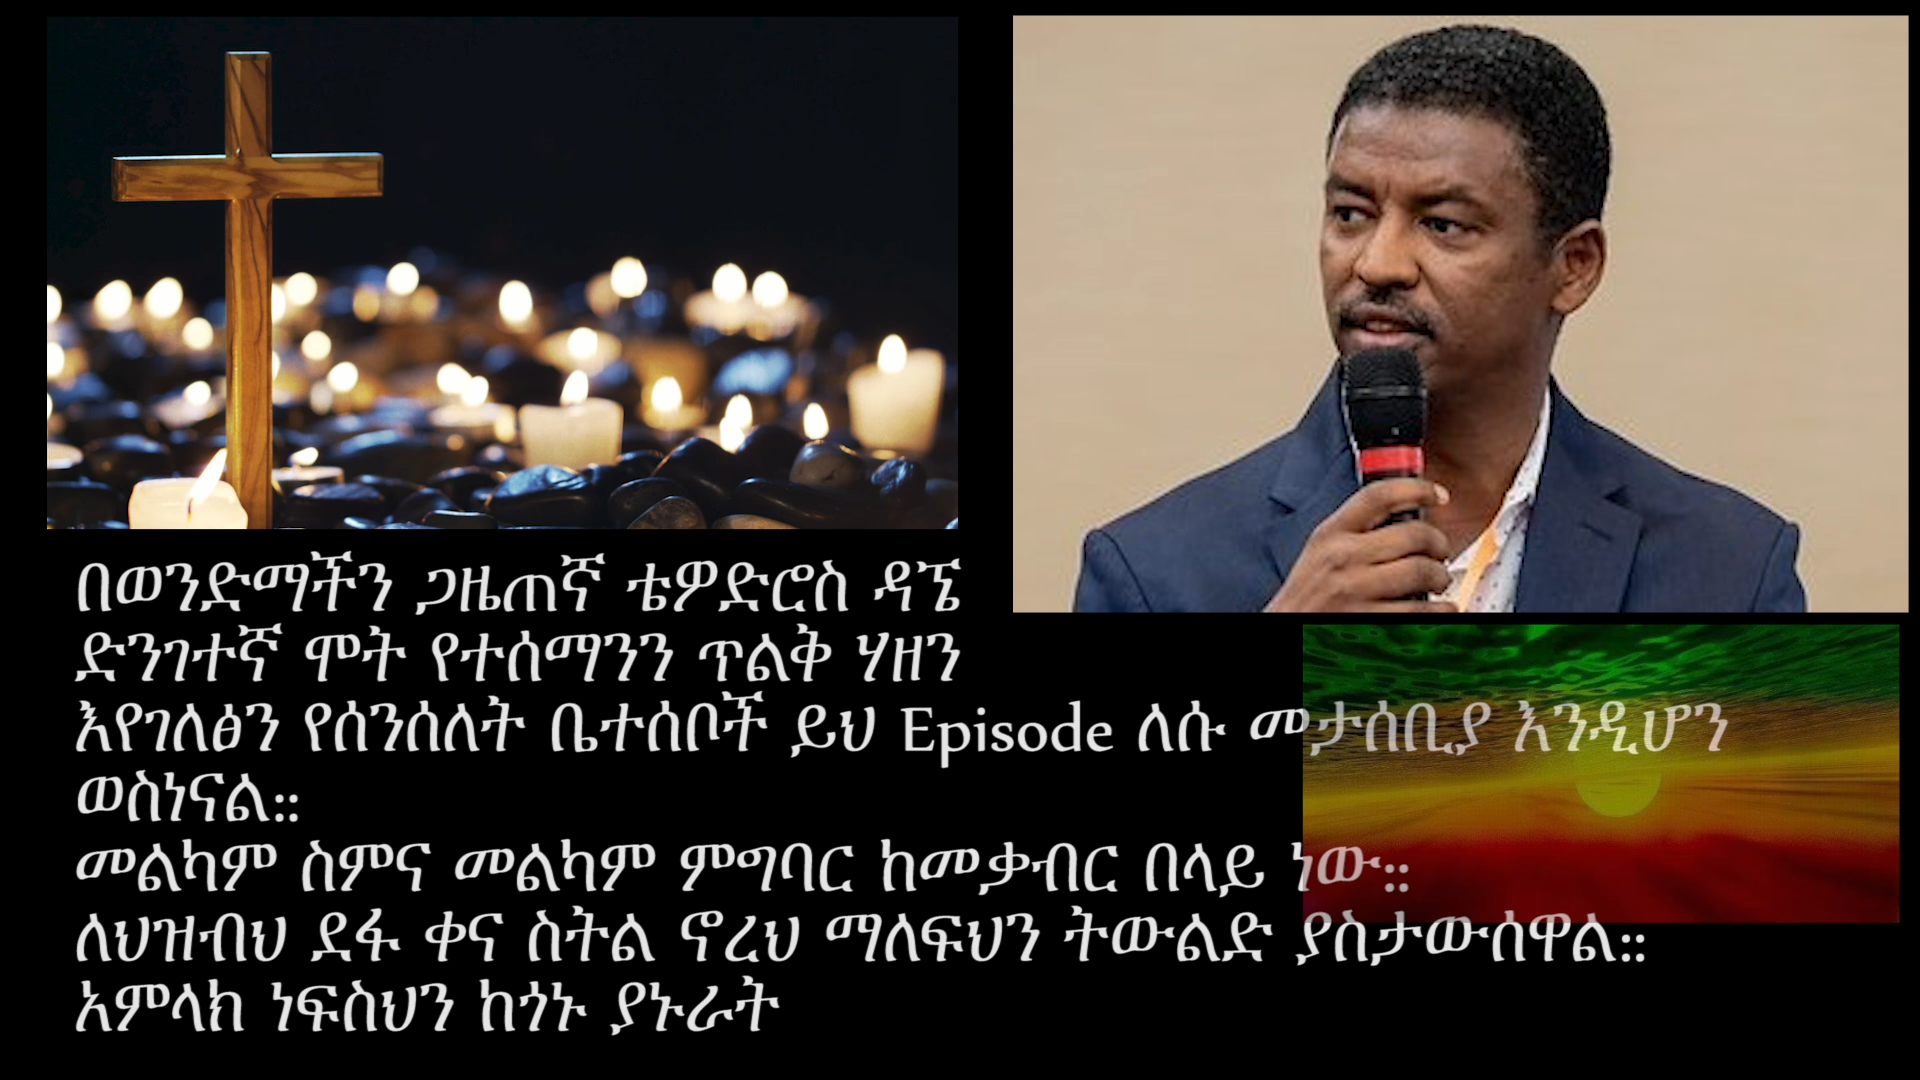 በወንድማችን ጋዜጠኛ ቴዎድሮስ ዳኜ
ድንገተኛ ሞት የተሰማንን ጥልቅ ሃዘን
እየገለፅን የሰንሰለት ቤተሰቦች ይህ Episode ለሱ መታሰቢያ እንዲሆን
ወስነናል።
መልካም ስምና መልካም ምግባር ከመቃብር በላይ ነው።
ለህዝብህ ደፋ ቀና ስትል ኖረህ ማለፍህን ትውልድ ያስታውሰዋል።
አምላክ ነፍስህን ከጎኑ ያኑራት